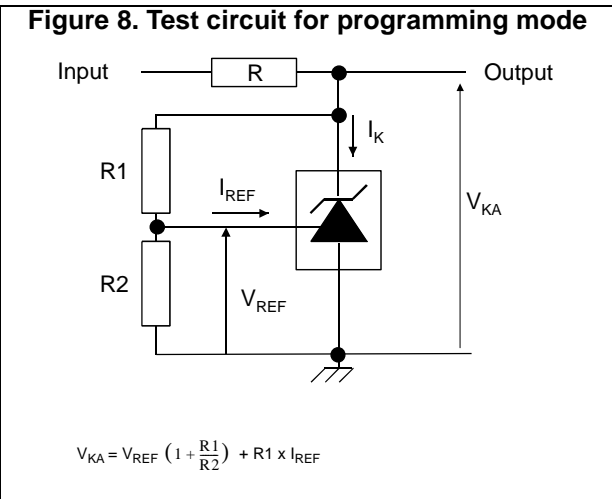 Figure 8. Test circuit for programming mode
Input
R
Output
I_K
R1
I_REF
V_KA
R2
V_REF
V_KA = V_REF (1 + R1/R2) + R1 x I_REF